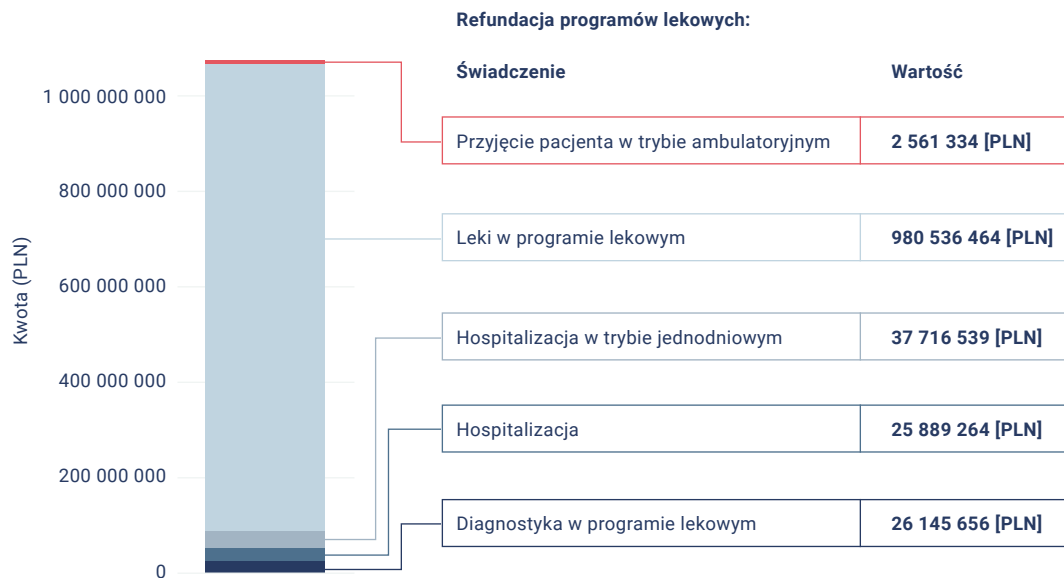 Refundacja programów lekowych:
Świadczenie Wartość
Kwota (PLN)
1 000 000 000
800 000 000
600 000 000
400 000 000
200 000 000
0
Przyjęcie pacjenta w trybie ambulatoryjnym 2 561 334 [PLN]
Leki w programie lekowym 980 536 464 [PLN]
Hospitalizacja w trybie jednodniowym 37 716 539 [PLN]
Hospitalizacja 25 889 264 [PLN]
Diagnostyka w programie lekowym 26 145 656 [PLN]